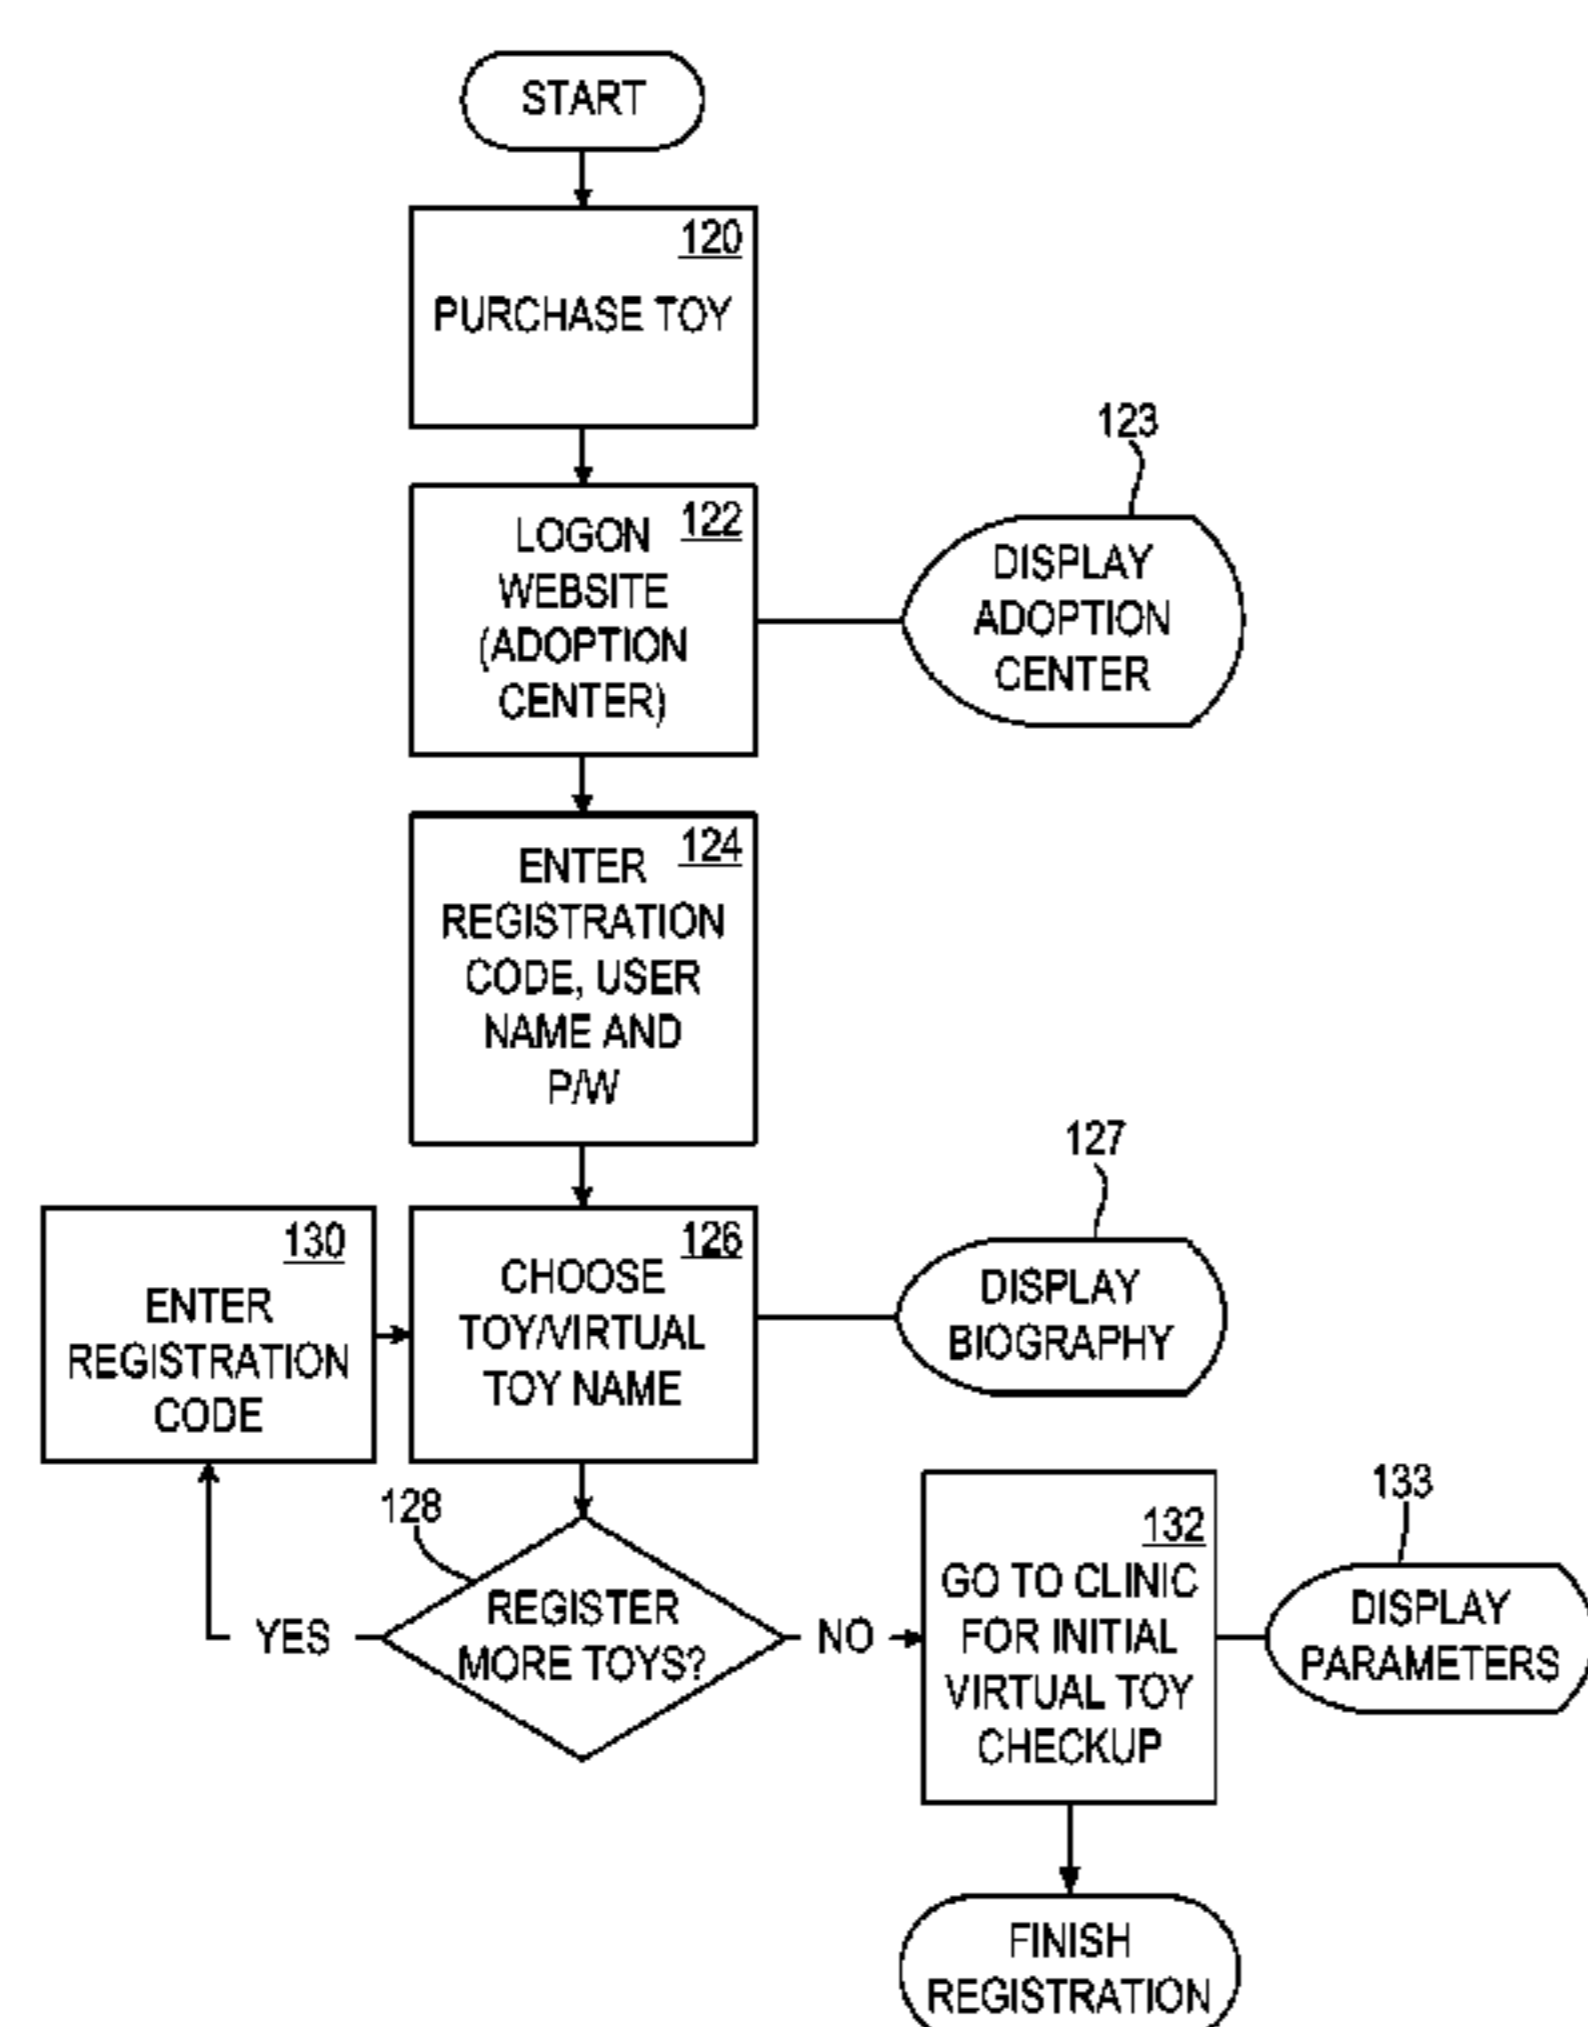 START
120
PURCHASE TOY
123
122
LOGON
WEBSITE
(ADOPTION
CENTER)
DISPLAY
ADOPTION
CENTER
124
ENTER
REGISTRATION
CODE, USER
NAME AND
P/W
127
130
ENTER
REGISTRATION
CODE
126
CHOOSE
TOY/VIRTUAL
TOY NAME
DISPLAY
BIOGRAPHY
128
REGISTER
MORE TOYS?
YES
NO
132
GO TO CLINIC
FOR INITIAL
VIRTUAL TOY
CHECKUP
133
DISPLAY
PARAMETERS
FINISH
REGISTRATION